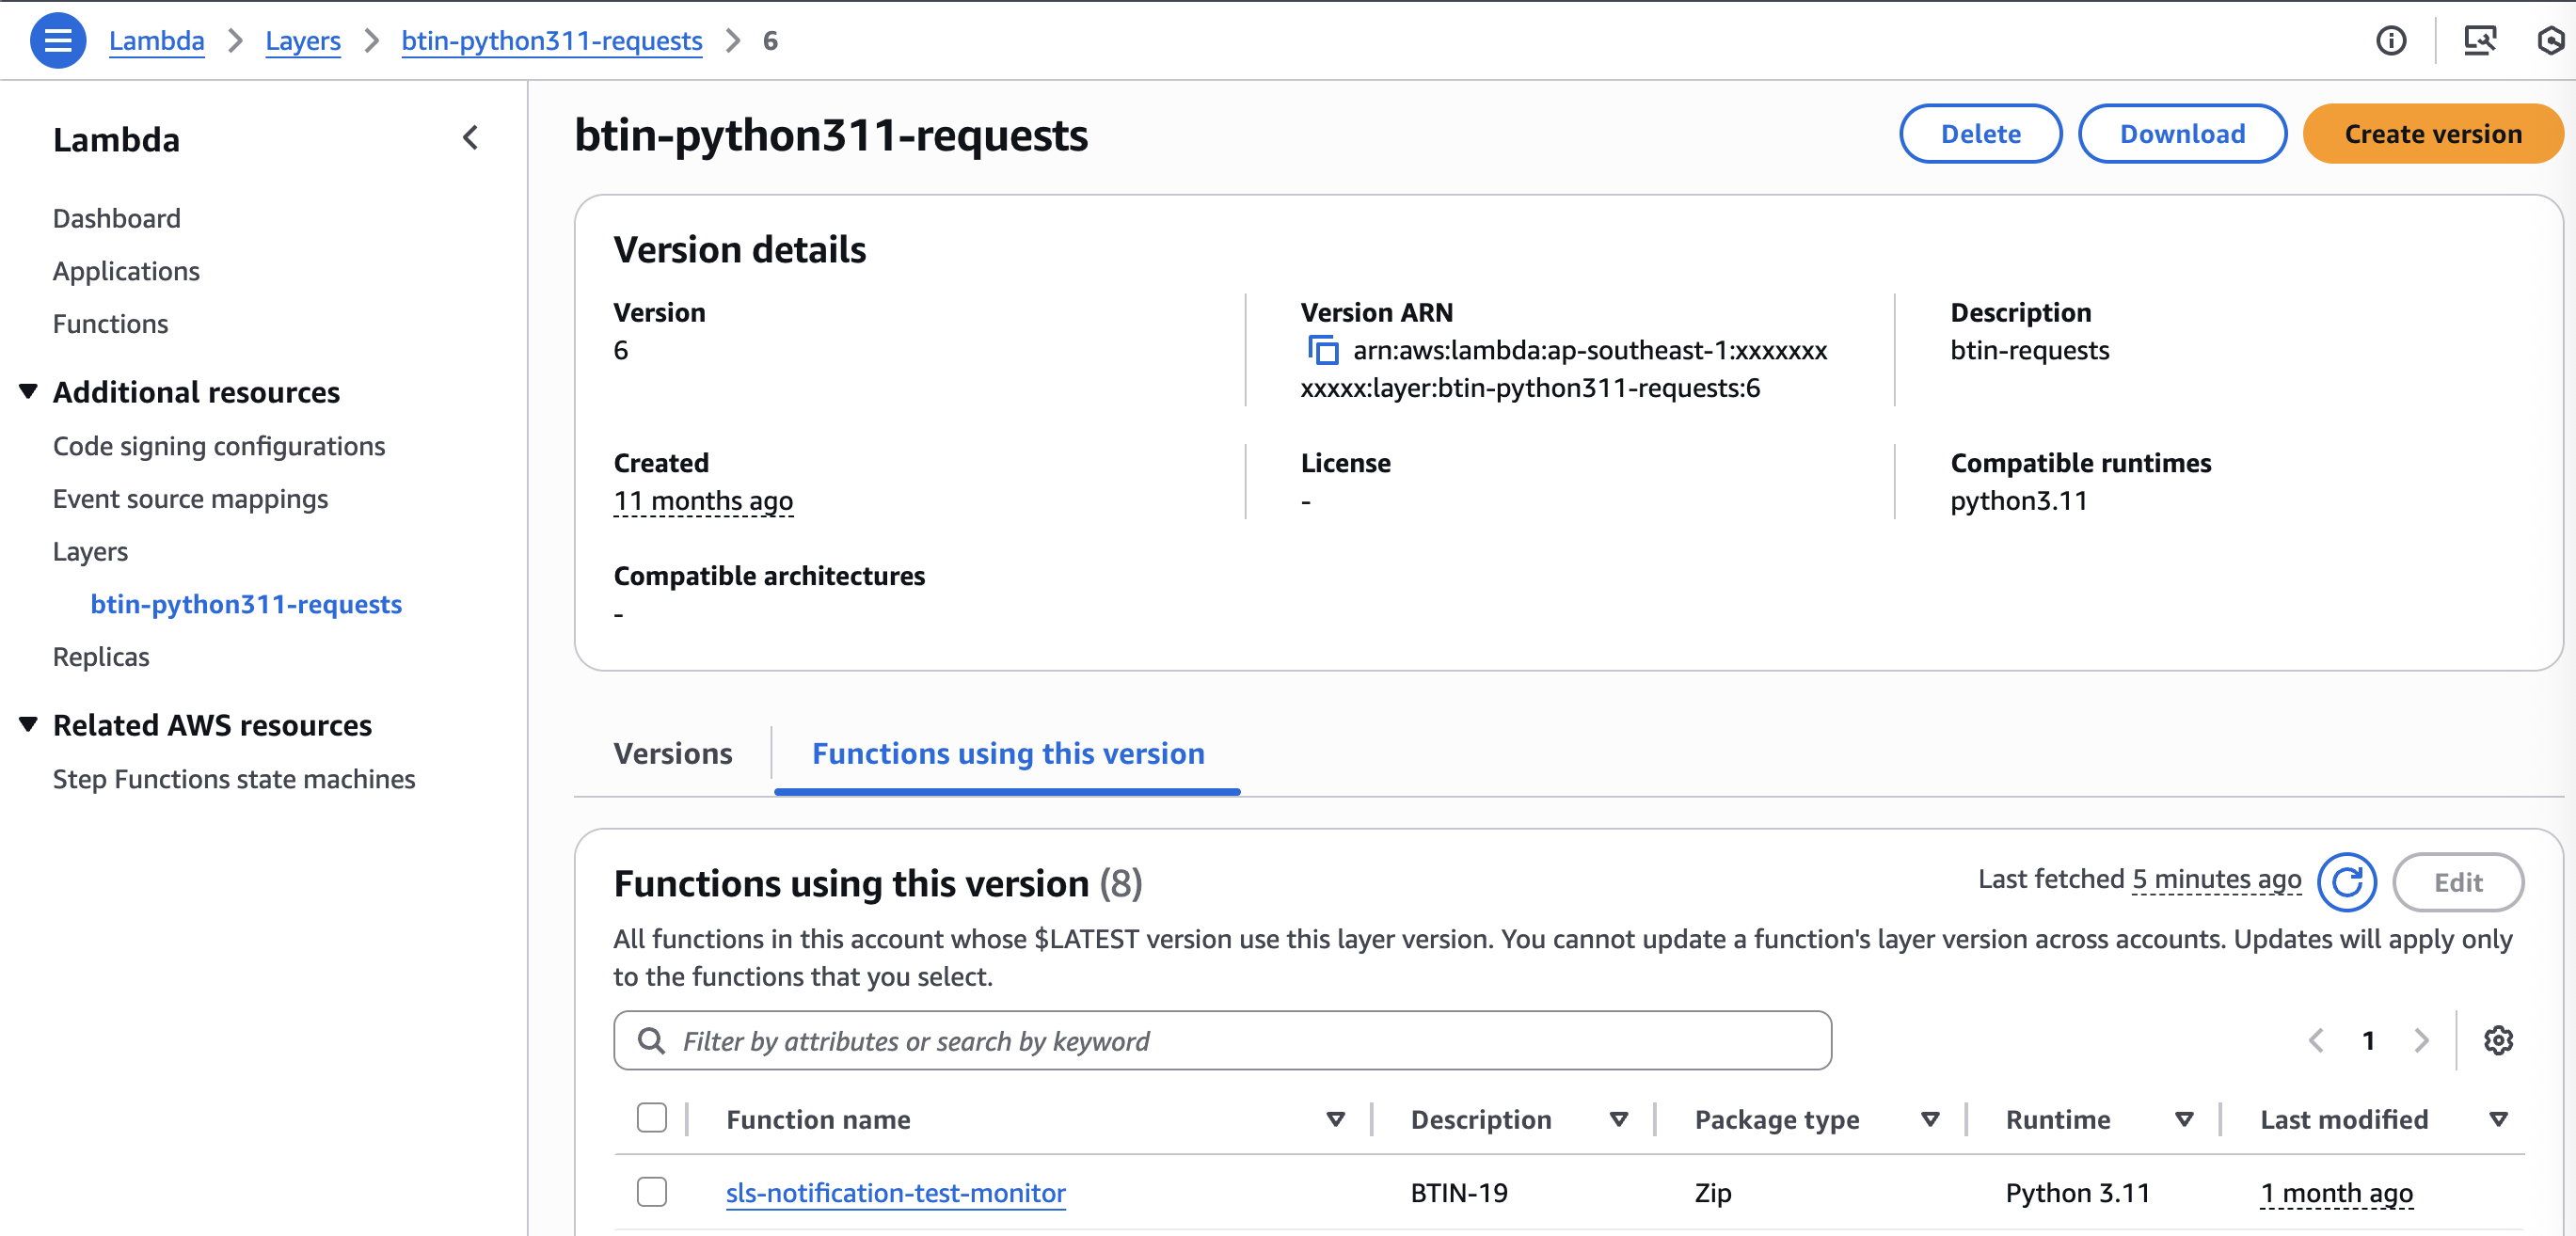 Lambda > Layers > btin-python311-requests > 6
Lambda
Dashboard
Applications
Functions
Additional resources
Code signing configurations
Event source mappings
Layers
btin-python311-requests
Replicas
Related AWS resources
Step Functions state machines
btin-python311-requests
Delete
Download
Create version
Version details
Version
6
Version ARN
arn:aws:lambda:ap-southeast-1:xxxxxxx
xxxxx:layer:btin-python311-requests:6
Description
btin-requests
Created
11 months ago
License
-
Compatible runtimes
python3.11
Compatible architectures
-
Versions
Functions using this version
Functions using this version (8)
Last fetched 5 minutes ago
Edit
All functions in this account whose $LATEST version use this layer version. You cannot update a function's layer version across accounts. Updates will apply only
to the functions that you select.
Filter by attributes or search by keyword
1
Function name
Description
Package type
Runtime
Last modified
sls-notification-test-monitor
BTIN-19
Zip
Python 3.11
1 month ago